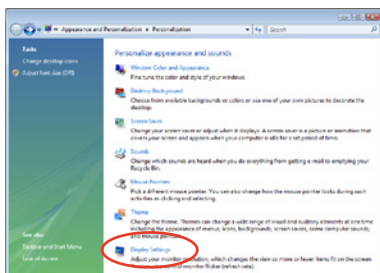 Appearance and Personalization ▸ Personalization
Search
Tasks
Change desktop icons
Adjust font size (DPI)
Personalize appearance and sounds
Window Color and Appearance
Fine tune the color and style of your windows.
Desktop Background
Choose from available backgrounds or colors or use one of your own pictures to decorate the
desktop.
Screen Saver
Change your screen saver or adjust when it displays. A screen saver is a picture or animation that
covers your screen and appears when your computer is idle for a set period of time.
Sounds
Change which sounds are heard when you do everything from getting e-mail to emptying your
Recycle Bin.
Mouse Pointers
Pick a different mouse pointer. You can also change how the mouse pointer looks during such
activities as clicking and selecting.
Theme
Change the theme. Themes can change a wide range of visual and auditory elements at one time
including the appearance of menus, icons, backgrounds, screen savers, some computer sounds,
and mouse pointers.
See also
Taskbar and Start Menu
Ease of Access
Display Settings
Adjust your monitor resolution, which changes the view so more or fewer items fit on the screen.
monitor flicker (refresh rate).